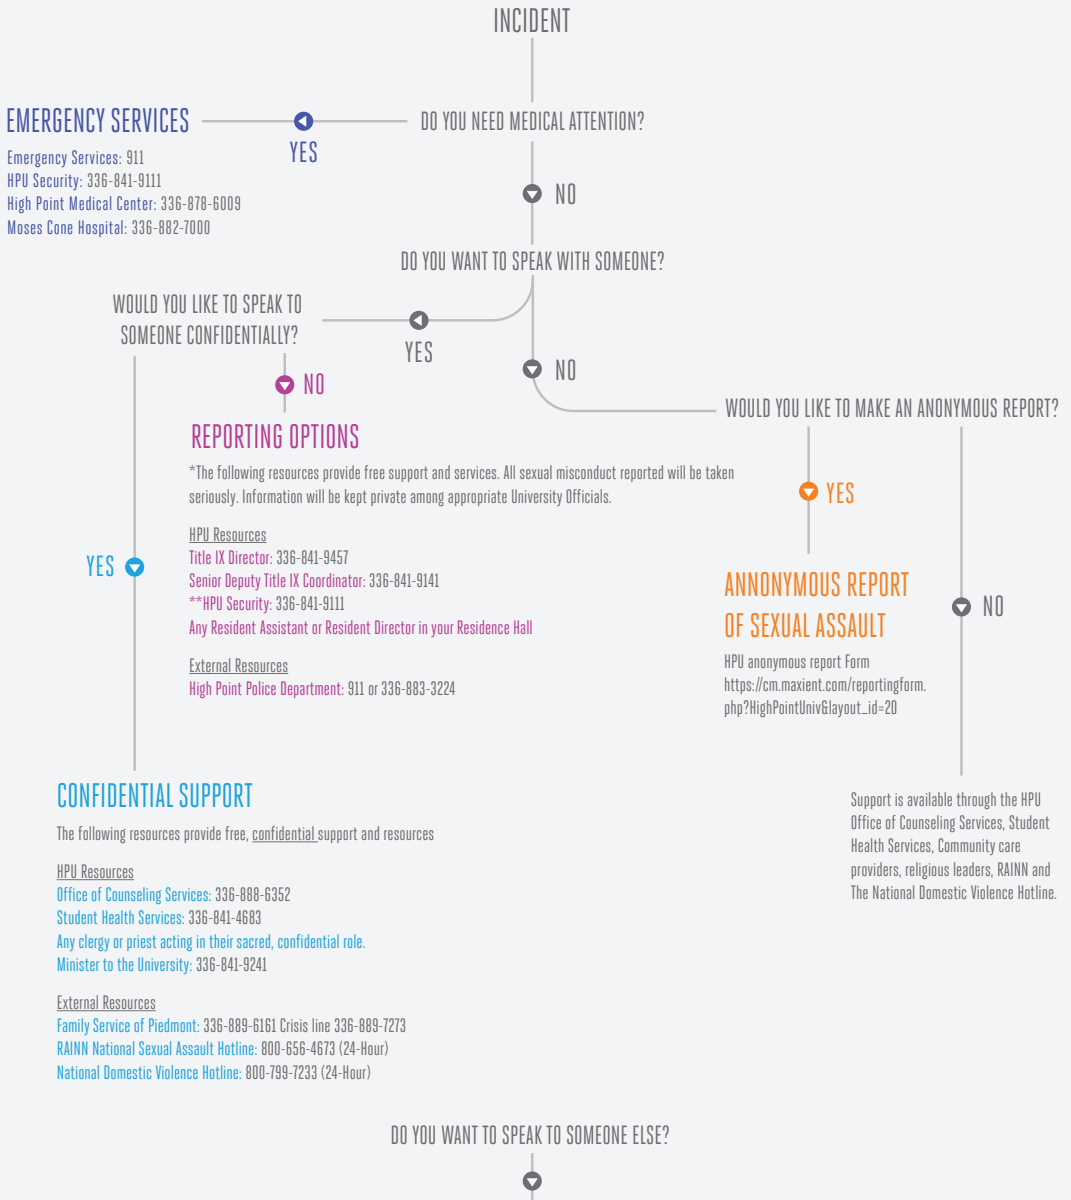 INCIDENT
DO YOU NEED MEDICAL ATTENTION?
YES
EMERGENCY SERVICES
Emergency Services: 911
HPU Security: 336-841-9111
High Point Medical Center: 336-878-6009
Moses Cone Hospital: 336-882-7000
NO
DO YOU WANT TO SPEAK WITH SOMEONE?
YES
WOULD YOU LIKE TO SPEAK TO
SOMEONE CONFIDENTIALLY?
NO
REPORTING OPTIONS
*The following resources provide free support and services. All sexual misconduct reported will be taken
seriously. Information will be kept private among appropriate University Officials.
HPU Resources
Title IX Director: 336-841-9457
Senior Deputy Title IX Coordinator: 336-841-9141
**HPU Security: 336-841-9111
Any Resident Assistant or Resident Director in your Residence Hall
External Resources
High Point Police Department: 911 or 336-883-3224
NO
WOULD YOU LIKE TO MAKE AN ANONYMOUS REPORT?
YES
ANNONYMOUS REPORT
OF SEXUAL ASSAULT
HPU anonymous report Form
https://cm.maxient.com/reportingform.
php?HighPointUniv&layout_id=20
NO
Support is available through the HPU
Office of Counseling Services, Student
Health Services, Community care
providers, religious leaders, RAINN and
The National Domestic Violence Hotline.
YES
CONFIDENTIAL SUPPORT
The following resources provide free, confidential support and resources
HPU Resources
Office of Counseling Services: 336-888-6352
Student Health Services: 336-841-4683
Any clergy or priest acting in their sacred, confidential role.
Minister to the University: 336-841-9241
External Resources
Family Service of Piedmont: 336-889-6161 Crisis line 336-889-7273
RAINN National Sexual Assault Hotline: 800-656-4673 (24-Hour)
National Domestic Violence Hotline: 800-799-7233 (24-Hour)
DO YOU WANT TO SPEAK TO SOMEONE ELSE?